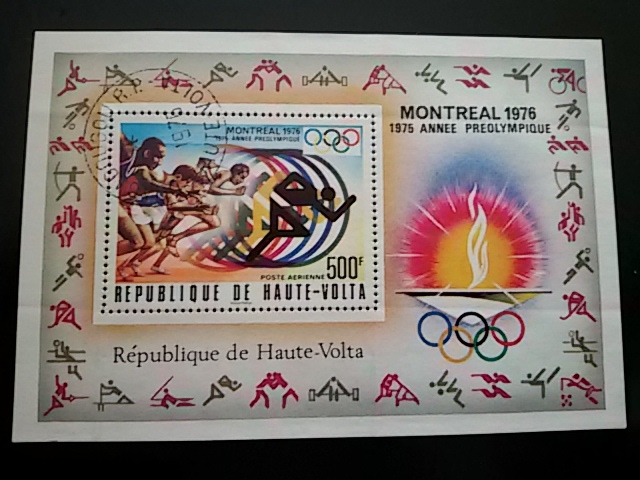 MONTREAL 1976
1975 ANNEE PREOLYMPIQUE
MONTREAL 1976
1975 ANNEE PREOLYMPIQUE
POSTE AERIENNE 500F
REPUBLIQUE DE HAUTE-VOLTA
République de Haute-Volta